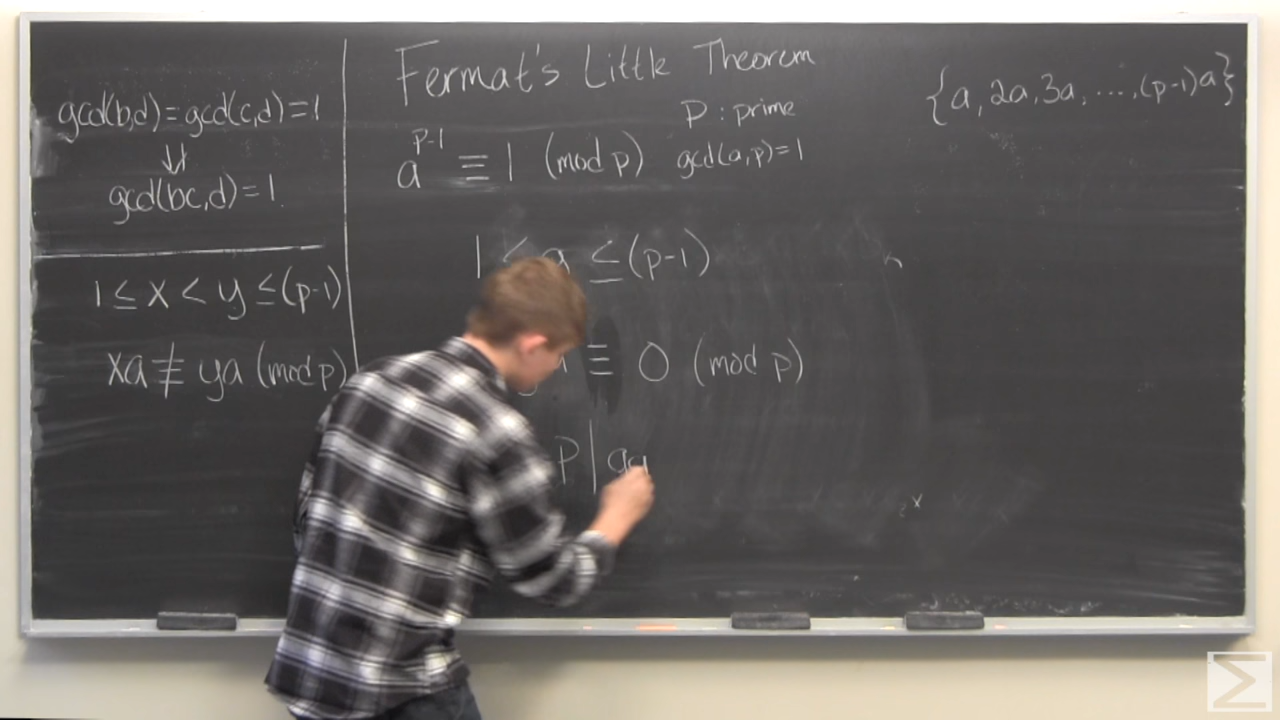 gcd(b,d)=gcd(c,d)=1
⇓
gcd(bc,d)=1
1≤x<y≤(p-1)
xa≢ya (mod p)
Fermat's Little Theorem
p : prime
a^{p-1} ≡ 1 (mod p) gcd(a,p)=1
1 ≤ a ≤ (p-1)
≡ 0 (mod p)
p |
{a, 2a, 3a, ..., (p-1)a}
Σ